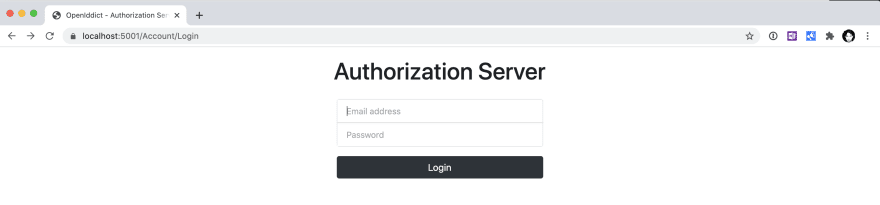 OpenIddict - Authorization Ser
localhost:5001/Account/Login
Authorization Server
Email address
Password
Login